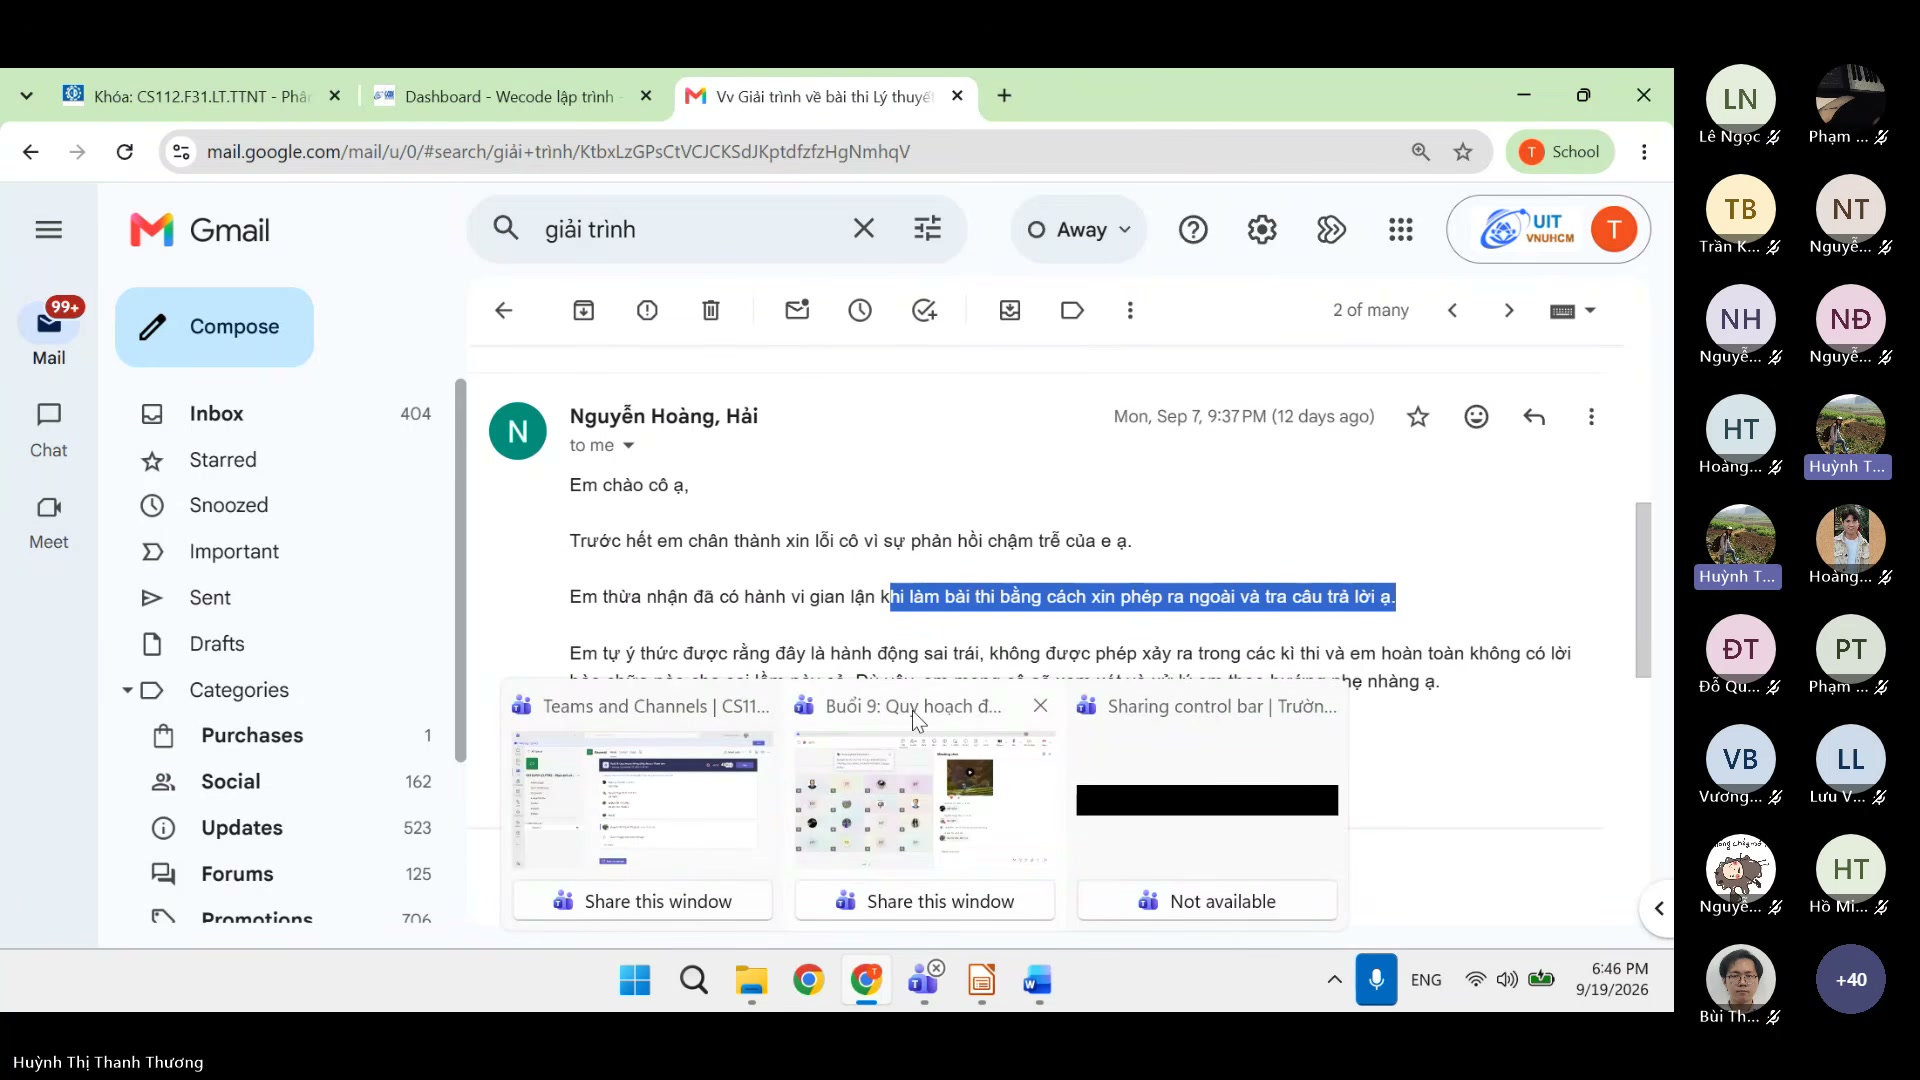 Khóa: CS112.F31.LT.TTNT - Phân
Dashboard - Wecode lập trình
Vv Giải trình về bài thi Lý thuyết
mail.google.com/mail/u/0/#search/giải+trình/KtbxLzGPsCtVCJCKSdJKptdfzfzHgNmhqV
T School
Gmail
giải trình
Away
UIT
VNUHCM
T
99+
Mail
Chat
Meet
Compose
Inbox 404
Starred
Snoozed
Important
Sent
Drafts
Categories
Purchases 1
Social 162
Updates 523
Forums 125
Promotions 706
2 of many
N
Nguyễn Hoàng, Hải
Mon, Sep 7, 9:37 PM (12 days ago)
to me
Em chào cô ạ,
Trước hết em chân thành xin lỗi cô vì sự phản hồi chậm trễ của e ạ.
Em thừa nhận đã có hành vi gian lận khi làm bài thi bằng cách xin phép ra ngoài và tra câu trả lời ạ.
Em tự ý thức được rằng đây là hành động sai trái, không được phép xảy ra trong các kì thi và em hoàn toàn không có lời
nhẹ nhàng ạ.
Teams and Channels | CS11...
Buổi 9: Quy hoạch đ...
Sharing control bar | Trườn...
Share this window
Share this window
Not available
ENG
6:46 PM
9/19/2026
LN
Lê Ngọc
Phạm ...
TB
Trần K...
NT
Nguyễ...
NH
Nguyễ...
NĐ
Nguyễ...
HT
Hoàng...
Huỳnh T...
Huỳnh T...
Hoàng...
ĐT
Đỗ Qu...
PT
Phạm ...
VB
Vương...
LL
Lưu V...
Nguyễ...
HT
Hồ Mi...
Bùi Th...
+40
Huỳnh Thị Thanh Thương